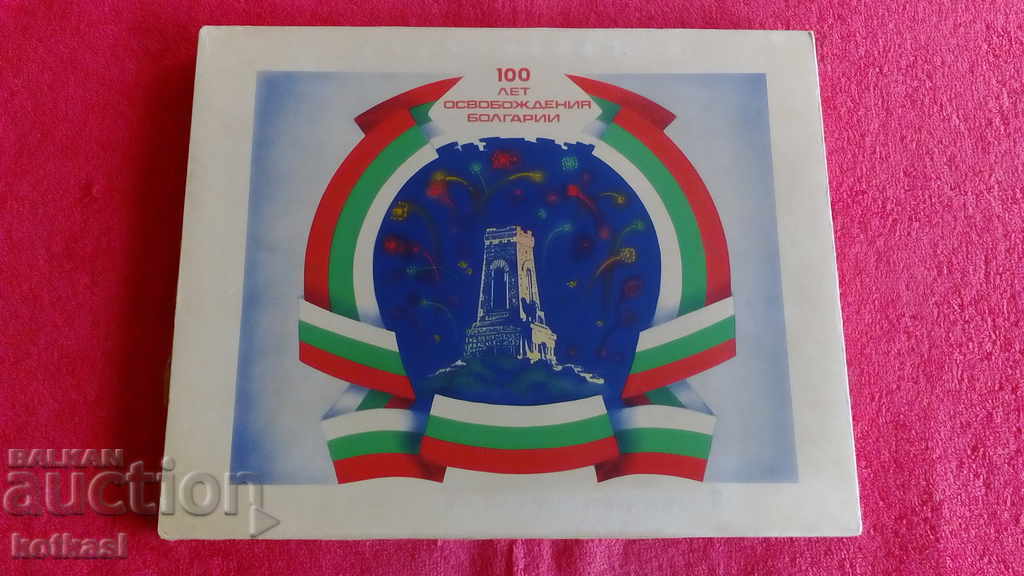 100
ЛЕТ
ОСВОБОЖДЕНИЯ
БОЛГАРИИ
BALKAN
auction
kotkasl